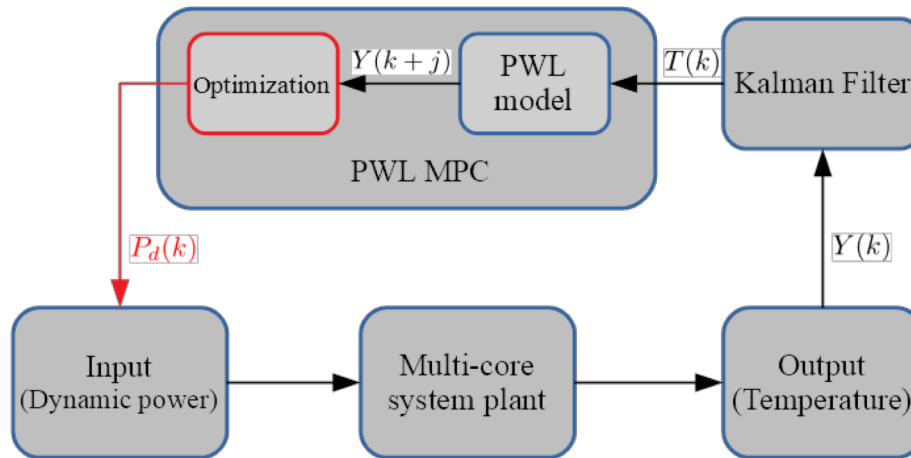 Optimization
Y(k + j)
PWL
model
T(k)
Kalman Filter
PWL MPC
P_d(k)
Y(k)
Input
(Dynamic power)
Multi-core
system plant
Output
(Temperature)